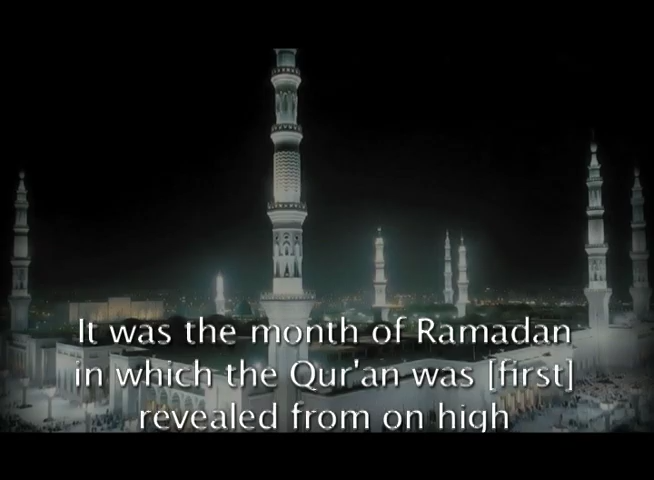 It was the month of Ramadan
in which the Qur'an was [first]
revealed from on high